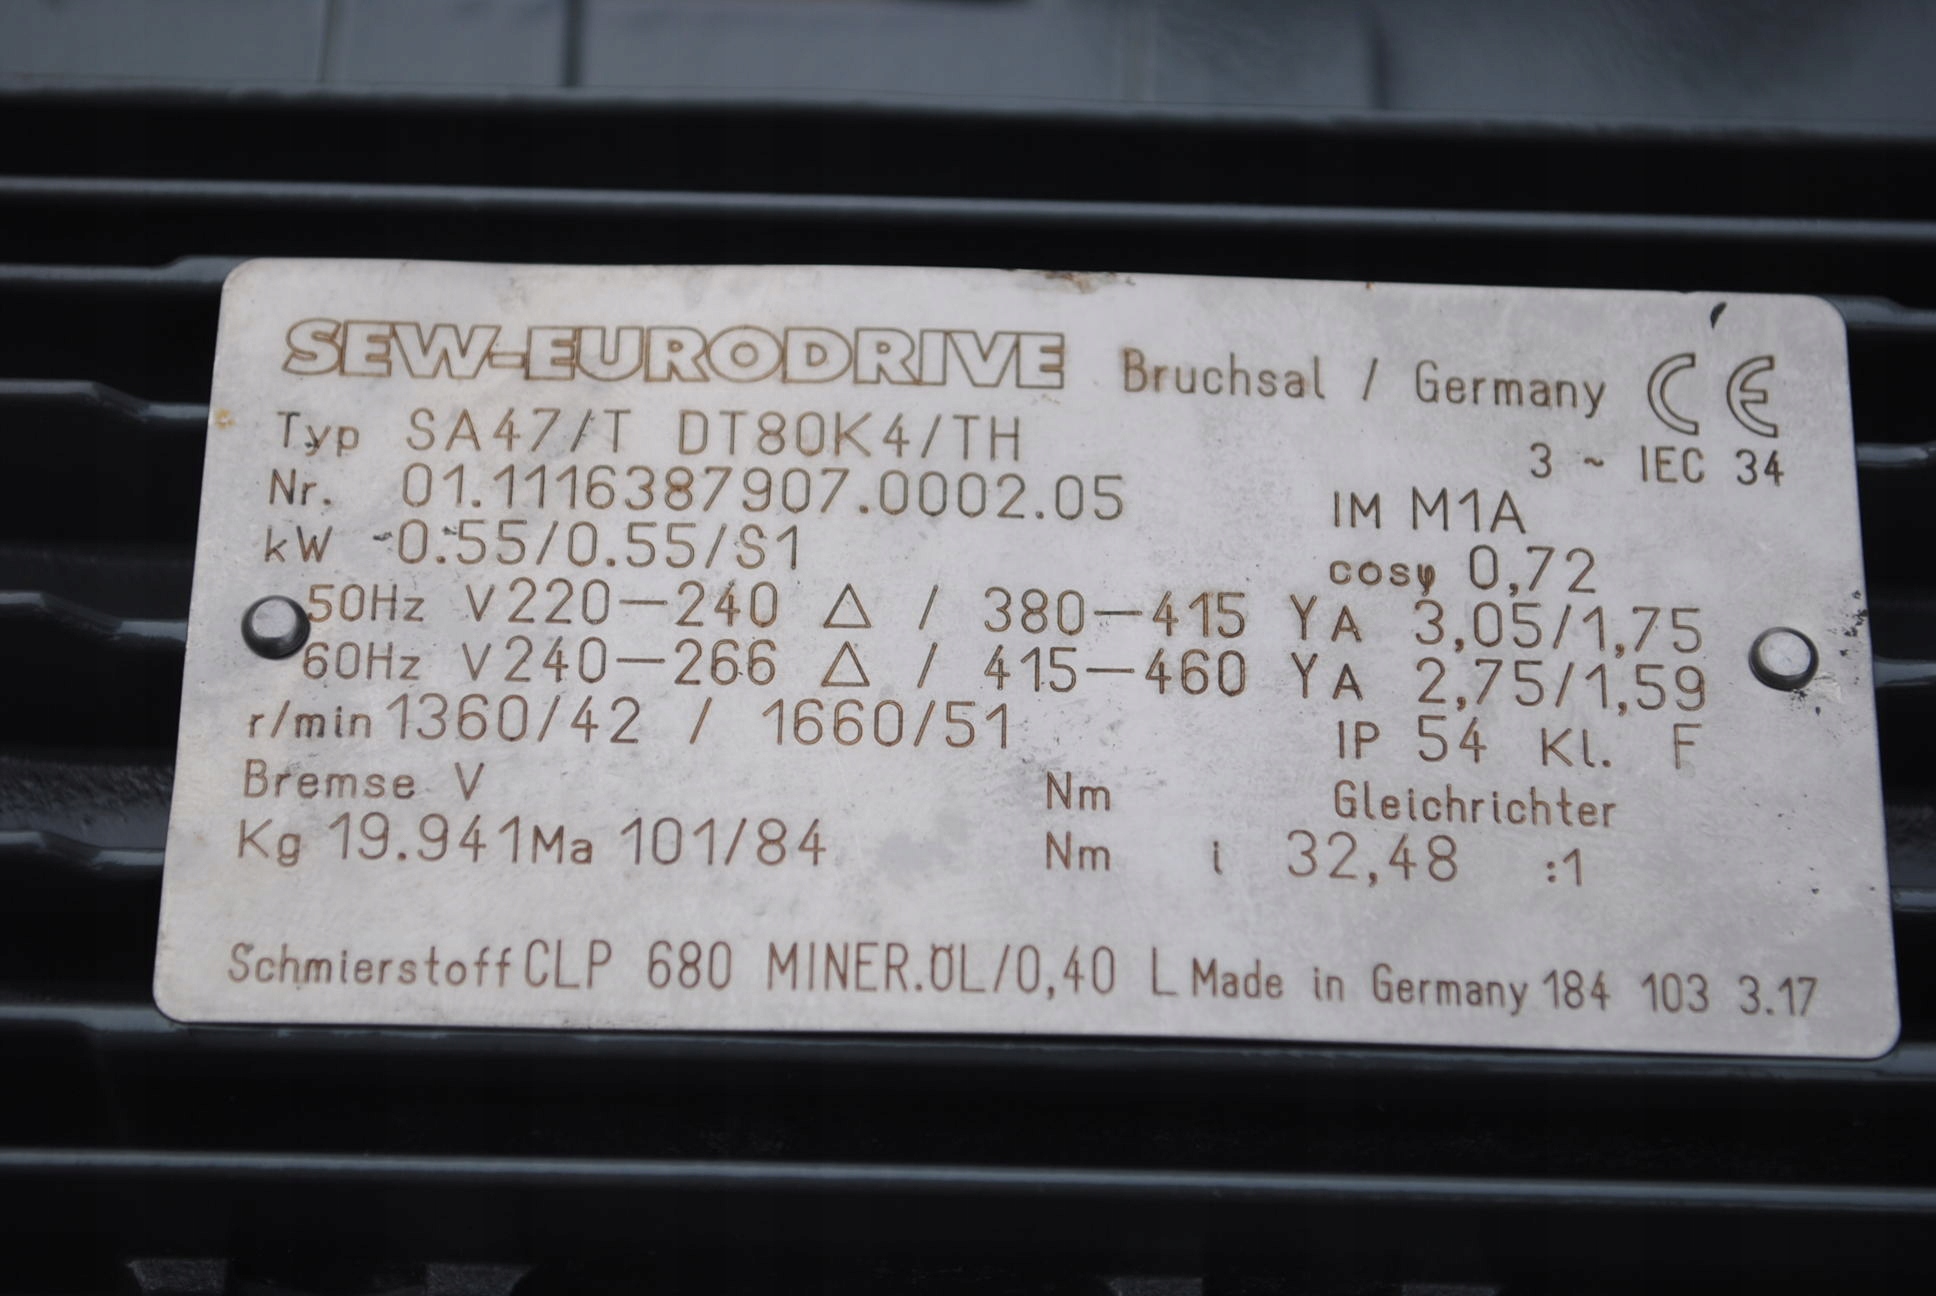 SEW-EURODRIVE Bruchsal / Germany CE
Typ SA47/T DT80K4/TH 3 ~ IEC 34
Nr. 01.1116387907.0002.05 IM M1A
kW 0.55/0.55/S1 cosφ 0,72
50Hz V 220-240 △ / 380-415 Y A 3,05/1,75
60Hz V 240-266 △ / 415-460 Y A 2,75/1,59
r/min 1360/42 / 1660/51 IP 54 Kl. F
Bremse V Nm Gleichrichter
Kg 19.941 Ma 101/84 Nm i 32,48 :1
Schmierstoff CLP 680 MINER.ÖL/0,40 L Made in Germany 184 103 3.17